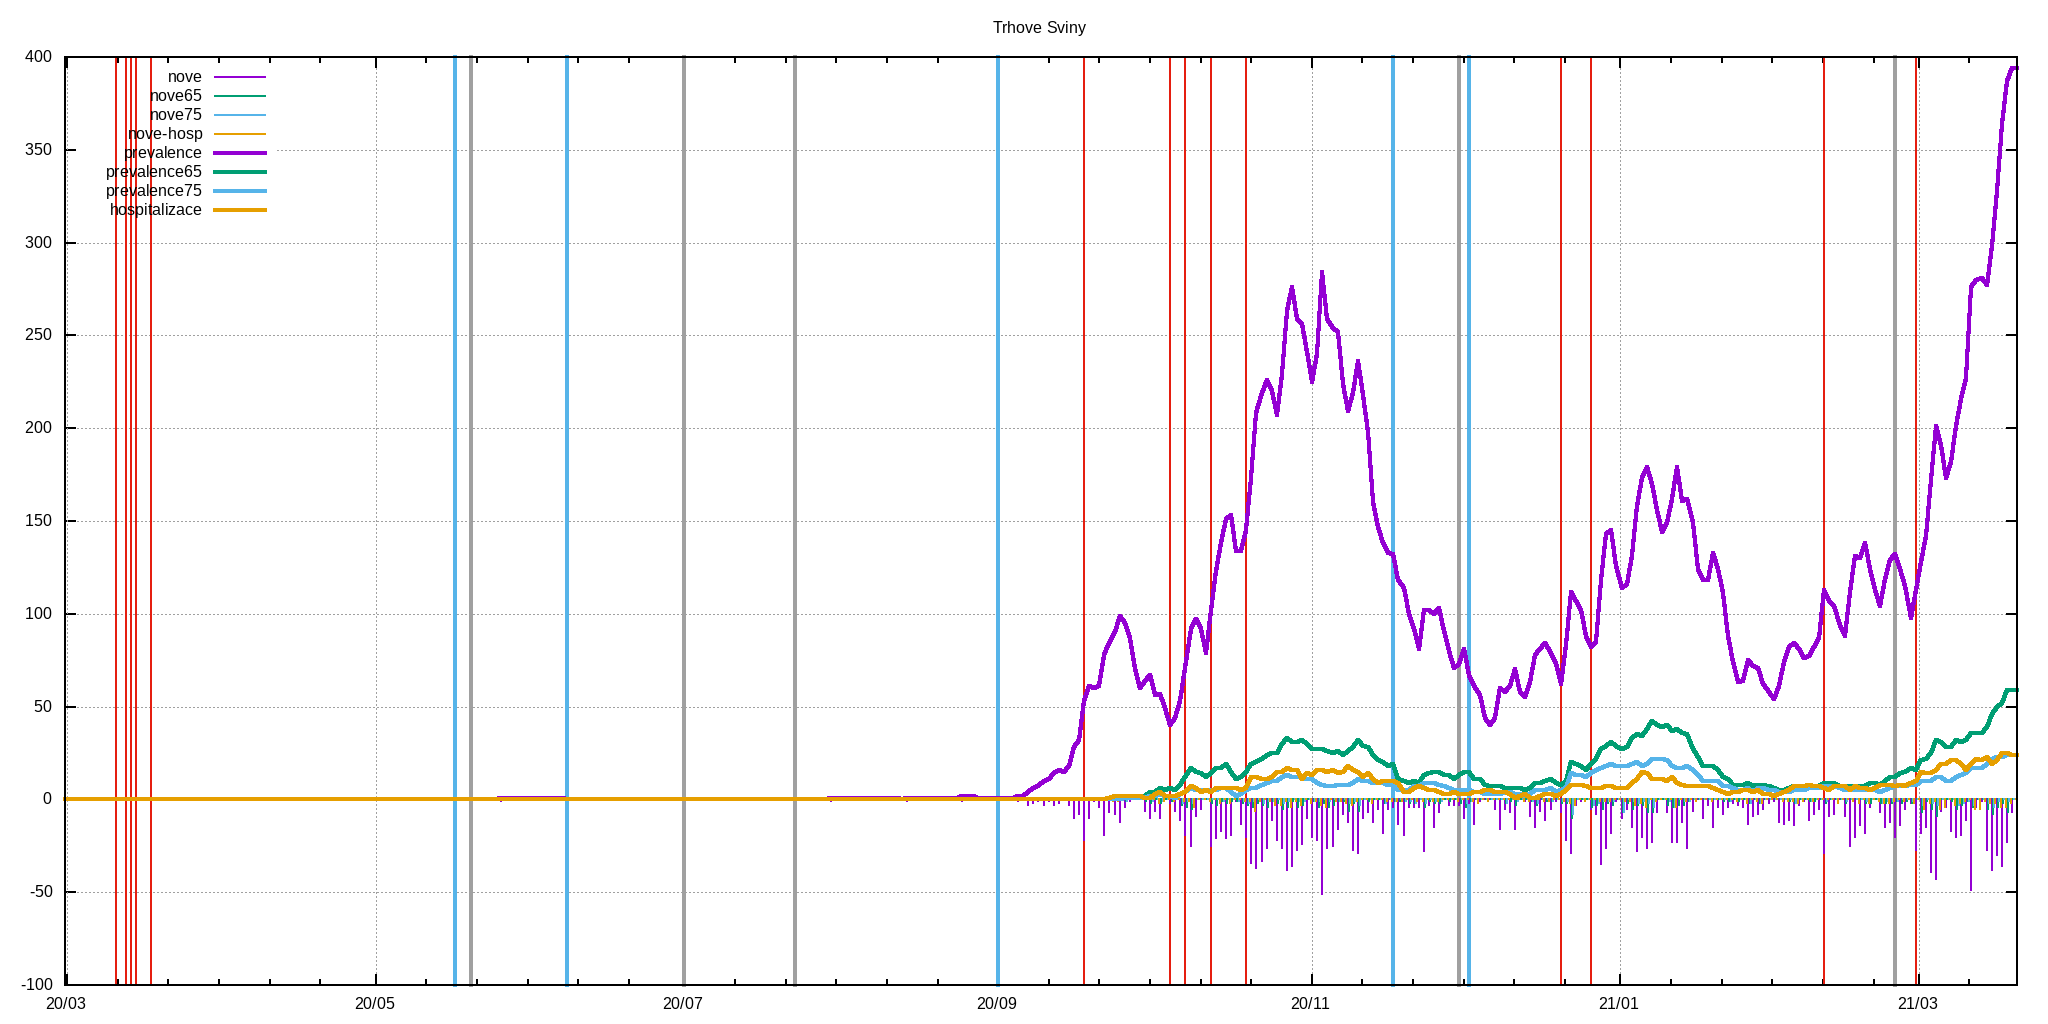 Trhove Sviny
400
350
300
250
200
150
100
50
0
-50
-100
nove
nove65
nove75
nove-hosp
prevalence
prevalence65
prevalence75
hospitalizace
20/03 20/05 20/07 20/09 20/11 21/01 21/03